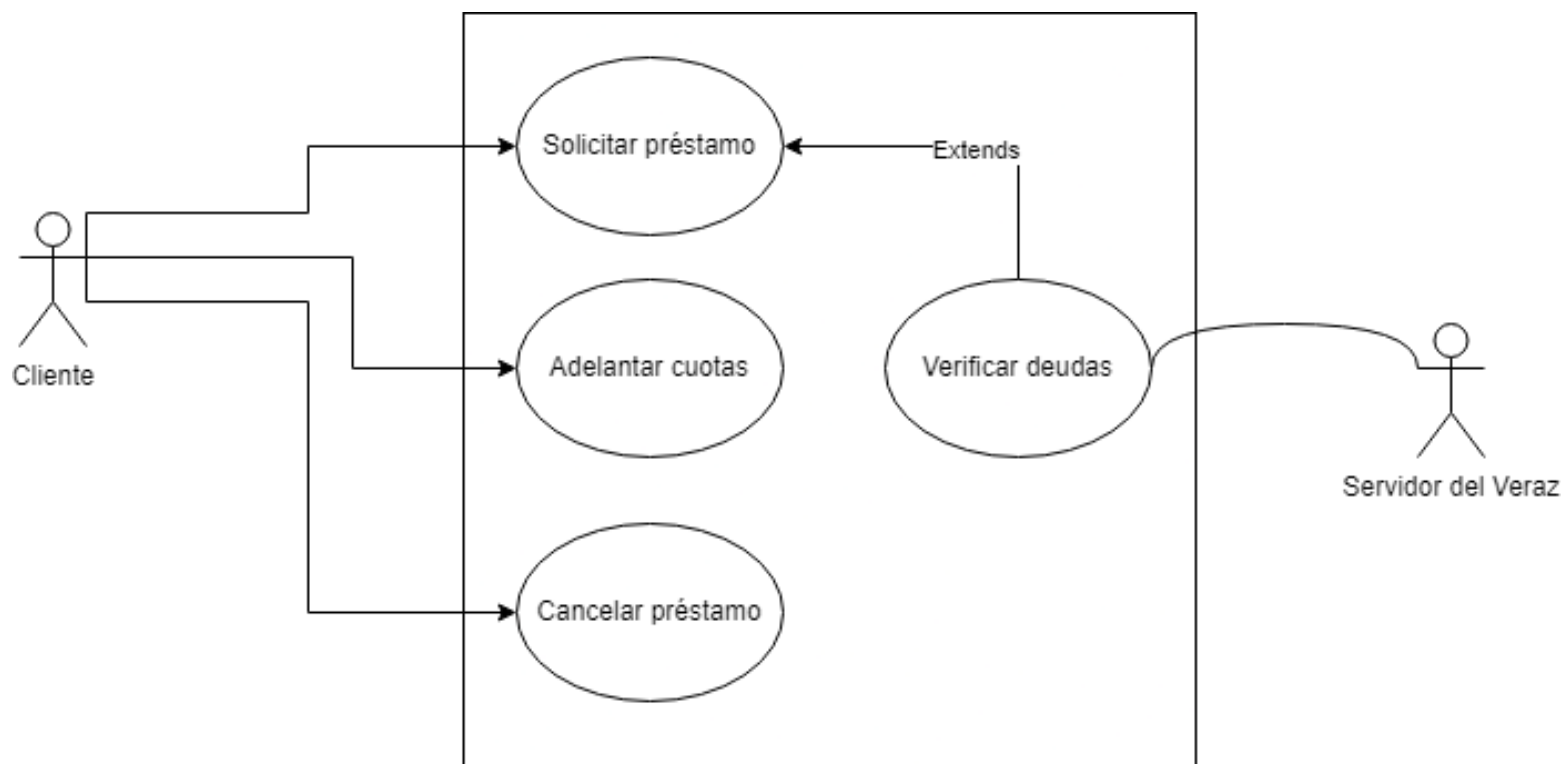 Solicitar préstamo
Extends
Cliente
Adelantar cuotas
Verificar deudas
Servidor del Veraz
Cancelar préstamo